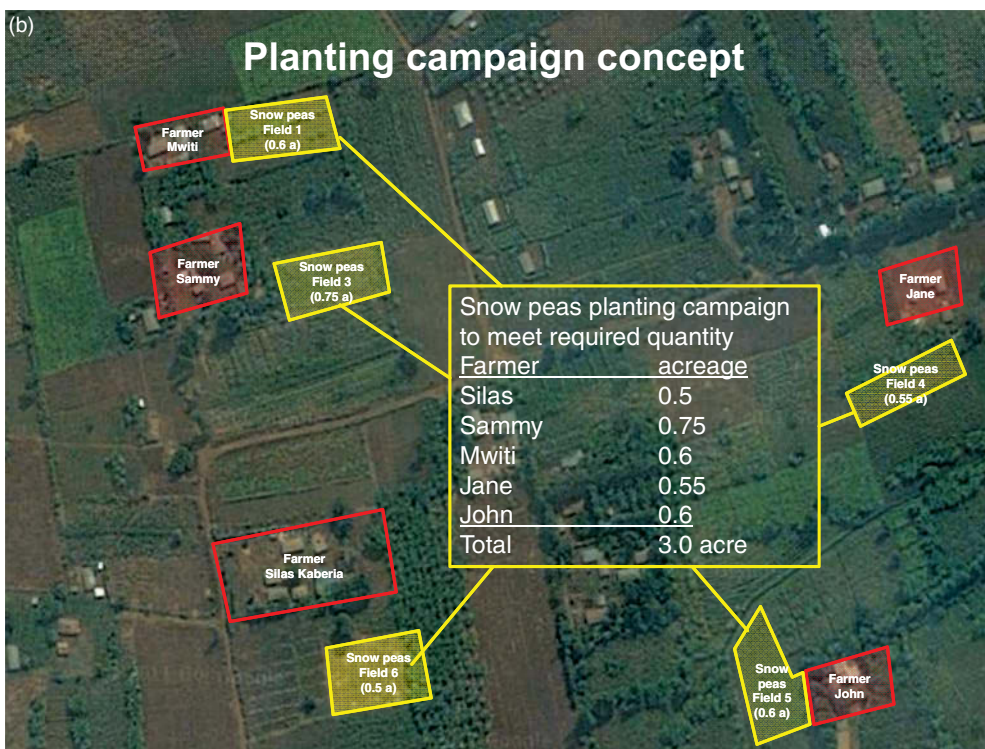 (b)
Planting campaign concept
Farmer
Mwiti
Snow peas
Field 1
(0.6 a)
Farmer
Sammy
Snow peas
Field 3
(0.75 a)
Farmer
Jane
Snow peas
Field 4
(0.55 a)
Snow peas planting campaign
to meet required quantity
Farmer acreage
Silas 0.5
Sammy 0.75
Mwiti 0.6
Jane 0.55
John 0.6
Total 3.0 acre
Farmer
Silas Kaberia
Snow peas
Field 6
(0.5 a)
Snow
peas
Field 5
(0.6 a)
Farmer
John